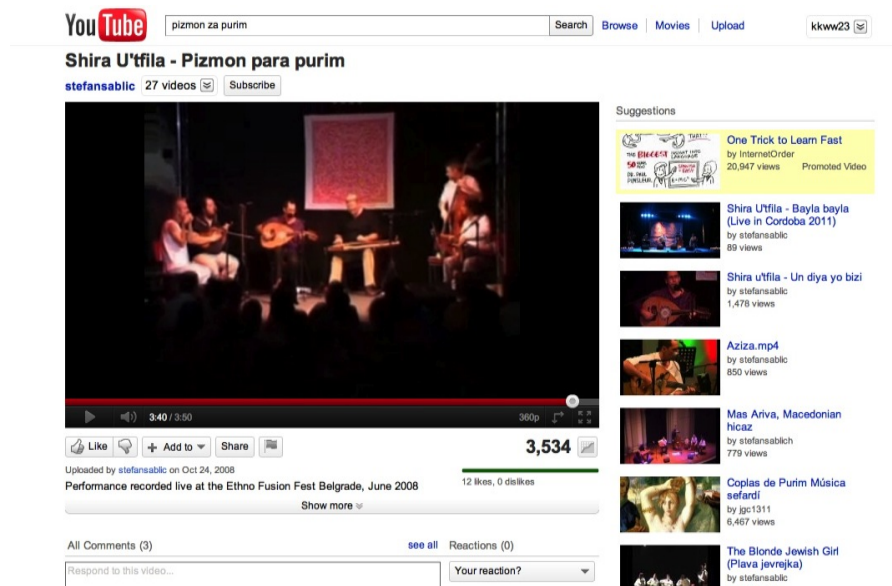 YouTube
pizmon za purim
Search
Browse
Movies
Upload
kkww23
Shira U'tfila - Pizmon para purim
stefansablic 27 videos
Subscribe
3:40 / 3:50
360p
Like
Add to
Share
3,534
Uploaded by stefansablic on Oct 24, 2008
Performance recorded live at the Ethno Fusion Fest Belgrade, June 2008
12 likes, 0 dislikes
Show more
All Comments (3)
see all
Respond to this video...
Reactions (0)
Your reaction?
Suggestions
One Trick to Learn Fast
by InternetOrder
20,947 views Promoted Video
Shira U'tfila - Bayla bayla
(Live in Cordoba 2011)
by stefansablic
89 views
Shira u'tfila - Un diya yo bizi
by stefansablic
1,478 views
Aziza.mp4
by stefansablic
850 views
Mas Ariva, Macedonian
hicaz
by stefansablich
779 views
Coplas de Purim Música
sefardí
by jgc1311
6,467 views
The Blonde Jewish Girl
(Plava jevrejka)
by stefansablic